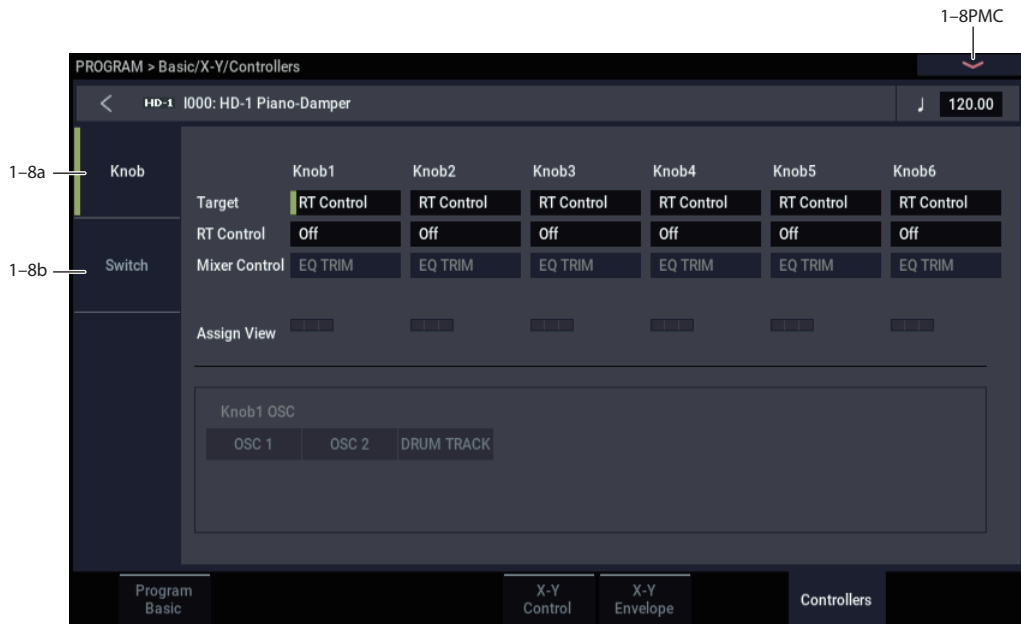 1–8PMC
PROGRAM > Basic/X-Y/Controllers
HD-1 I000: HD-1 Piano-Damper
♩ 120.00
1–8a
Knob
Knob1 Knob2 Knob3 Knob4 Knob5 Knob6
Target RT Control RT Control RT Control RT Control RT Control RT Control
RT Control Off Off Off Off Off Off
1–8b
Switch
Mixer Control EQ TRIM EQ TRIM EQ TRIM EQ TRIM EQ TRIM EQ TRIM
Assign View
Knob1 OSC
OSC 1 OSC 2 DRUM TRACK
Program
Basic
X-Y
Control
X-Y
Envelope
Controllers